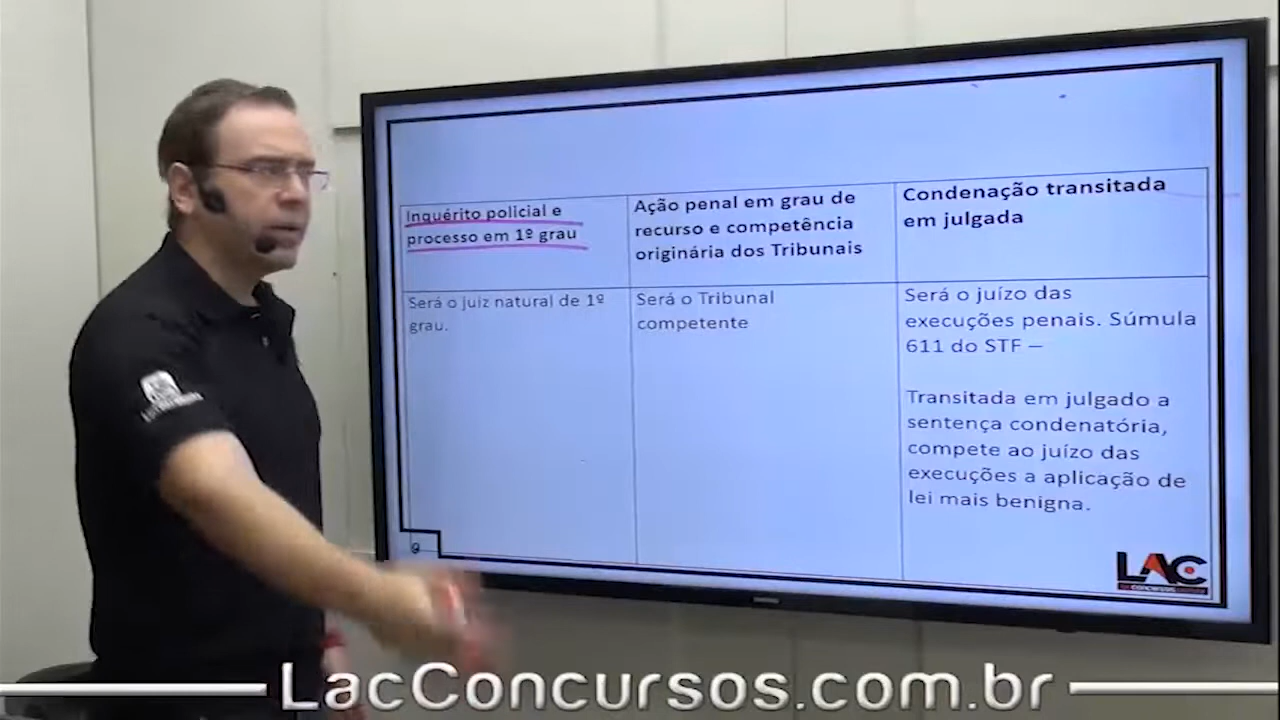 Inquérito policial e
processo em 1º grau
Ação penal em grau de
recurso e competência
originária dos Tribunais
Condenação transitada
em julgada
Será o juiz natural de 1º
grau.
Será o Tribunal
competente
Será o juízo das
execuções penais. Súmula
611 do STF –
Transitada em julgado a
sentença condenatória,
compete ao juízo das
execuções a aplicação de
lei mais benigna.
LAC
LacConcursos.com.br